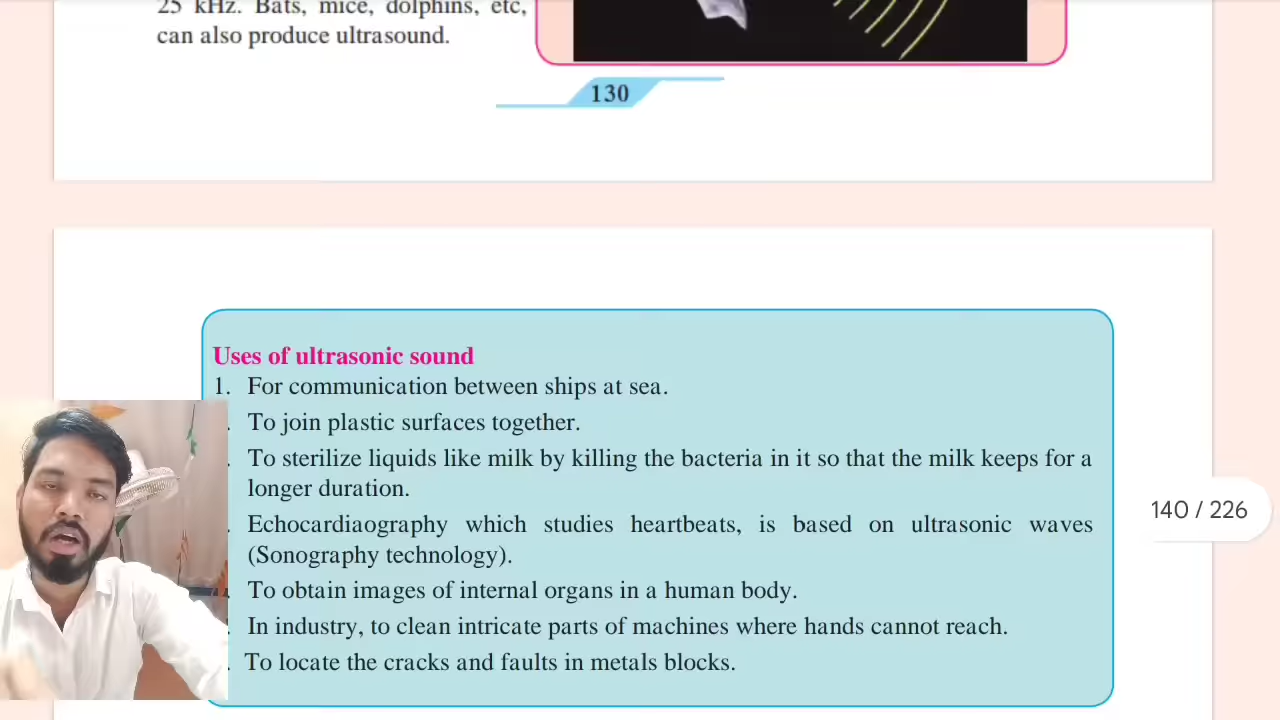 25 kHz. Bats, mice, dolphins, etc,
can also produce ultrasound.
130
Uses of ultrasonic sound
1. For communication between ships at sea.
. To join plastic surfaces together.
. To sterilize liquids like milk by killing the bacteria in it so that the milk keeps for a
longer duration.
. Echocardiaography which studies heartbeats, is based on ultrasonic waves
(Sonography technology).
. To obtain images of internal organs in a human body.
. In industry, to clean intricate parts of machines where hands cannot reach.
. To locate the cracks and faults in metals blocks.
140 / 226